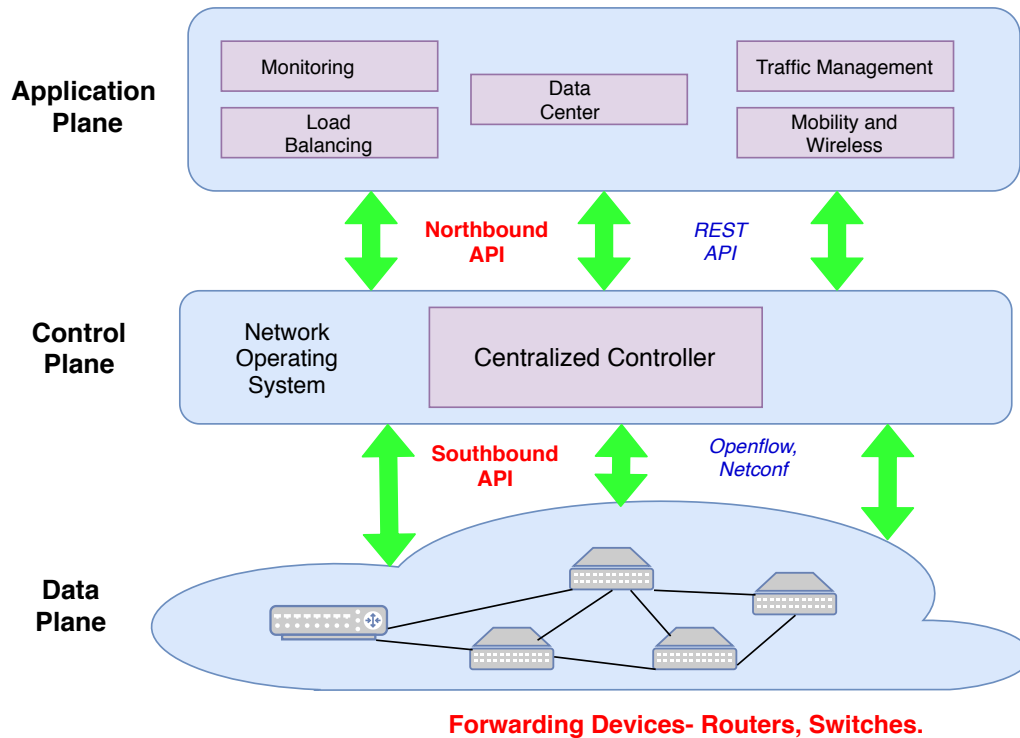 Application
Plane
Monitoring
Load
Balancing
Data
Center
Traffic Management
Mobility and
Wireless
Northbound
API
REST
API
Control
Plane
Network
Operating
System
Centralized Controller
Southbound
API
Openflow,
Netconf
Data
Plane
Forwarding Devices- Routers, Switches.